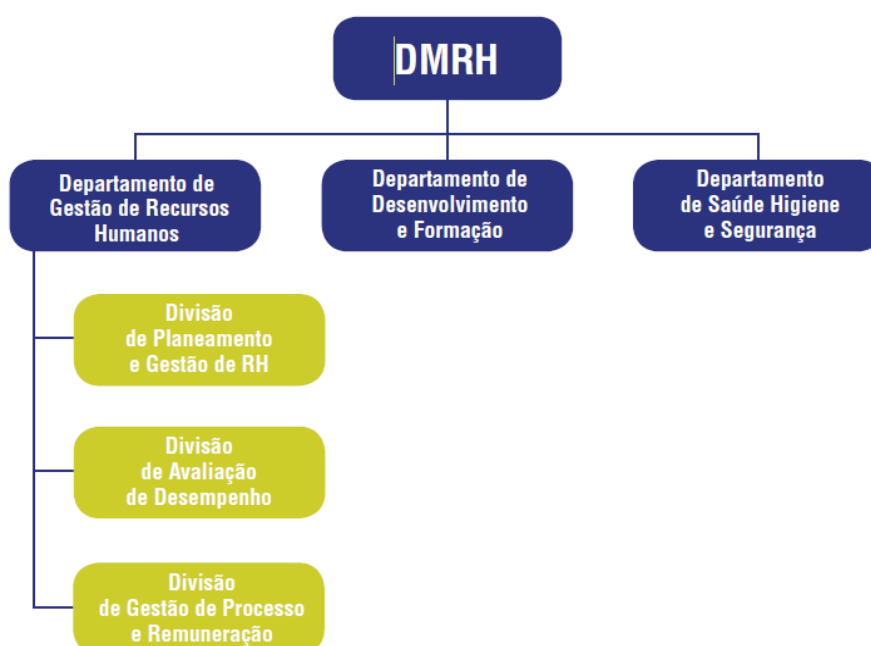 DMRH
Departamento de
Gestão de Recursos
Humanos
Departamento de
Desenvolvimento
e Formação
Departamento
de Saúde Higiene
e Segurança
Divisão
de Planeamento
e Gestão de RH
Divisão
de Avaliação
de Desempenho
Divisão
de Gestão de Processo
e Remuneração